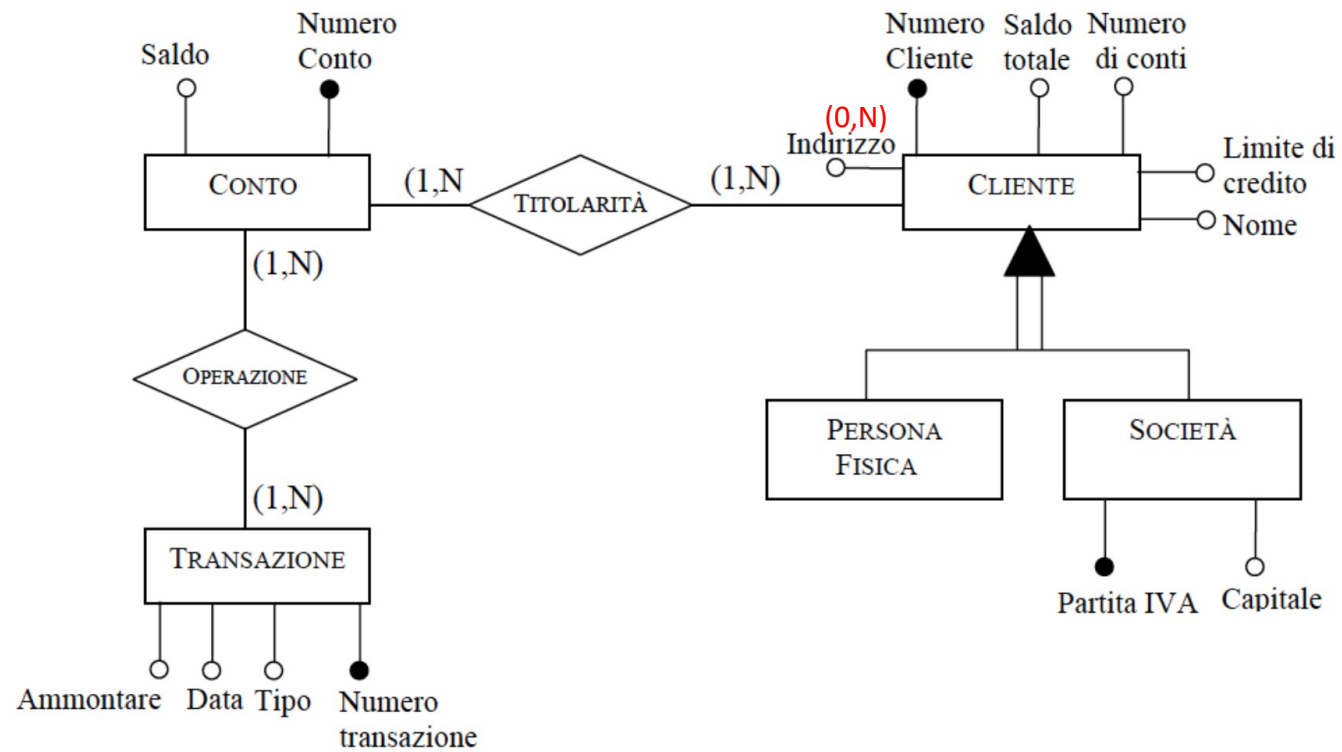 Saldo
Numero
Conto
Numero
Cliente
Saldo
totale
Numero
di conti
(0,N)
Indirizzo
Limite di
credito
Nome
CONTO
(1,N
TITOLARITÀ
(1,N)
CLIENTE
(1,N)
OPERAZIONE
PERSONA
FISICA
SOCIETÀ
(1,N)
TRANSAZIONE
Partita IVA
Capitale
Ammontare
Data
Tipo
Numero
transazione